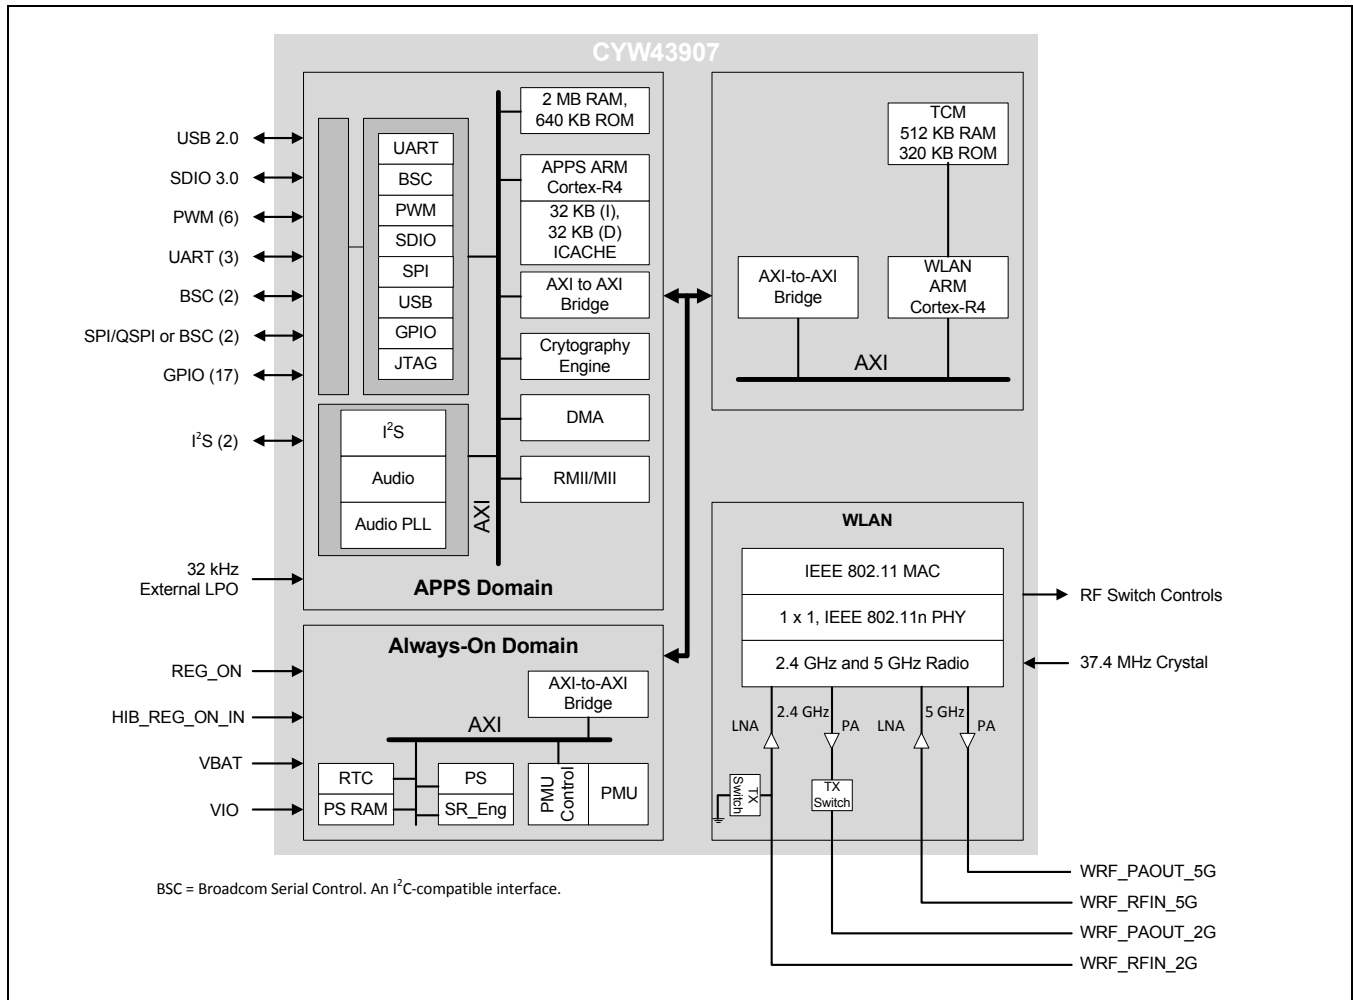 CYW43907
USB 2.0
SDIO 3.0
PWM (6)
UART (3)
BSC (2)
SPI/QSPI or BSC (2)
GPIO (17)
I²S (2)
32 kHz
External LPO
REG_ON
HIB_REG_ON_IN
VBAT
VIO
UART
BSC
PWM
SDIO
SPI
USB
GPIO
JTAG
I²S
Audio
Audio PLL
AXI
2 MB RAM,
640 KB ROM
APPS ARM
Cortex-R4
32 KB (I),
32 KB (D)
ICACHE
AXI to AXI
Bridge
Crytography
Engine
DMA
RMII/MII
APPS Domain
Always-On Domain
AXI-to-AXI
Bridge
AXI
RTC
PS RAM
PS
SR_Eng
PMU
Control
PMU
TCM
512 KB RAM
320 KB ROM
AXI-to-AXI
Bridge
WLAN
ARM
Cortex-R4
AXI
WLAN
IEEE 802.11 MAC
1 x 1, IEEE 802.11n PHY
2.4 GHz and 5 GHz Radio
LNA
2.4 GHz
PA
LNA
5 GHz
PA
TX
Switch
TX
Switch
RF Switch Controls
37.4 MHz Crystal
WRF_PAOUT_5G
WRF_RFIN_5G
WRF_PAOUT_2G
WRF_RFIN_2G
BSC = Broadcom Serial Control. An I²C-compatible interface.